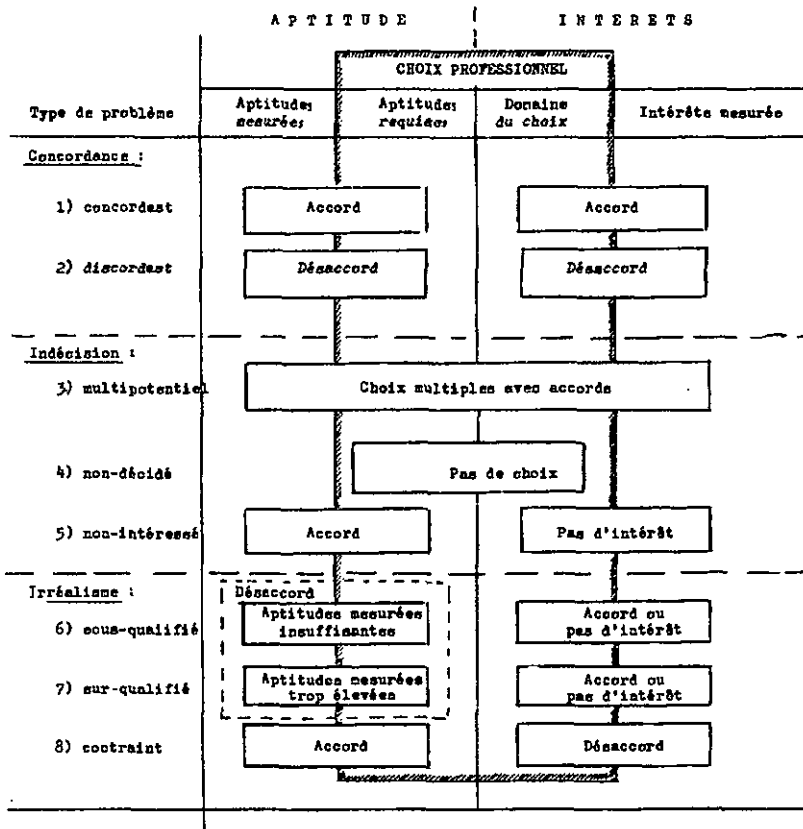 APTITUDE INTERETS
CHOIX PROFESSIONNEL
Type de problème
Aptitudes mesurées
Aptitudes requises
Domaine du choix
Intérêts mesurés
Concordance :
1) concordant Accord Accord
2) discordant Désaccord Désaccord
Indécision :
3) multipotentiel Choix multiples avec accords
4) non-décidé Pas de choix
5) non-intéressé Accord Pas d'intérêt
Irréalisme :
Désaccord
6) sous-qualifié
Aptitudes mesurées
insuffisantes
Accord ou
pas d'intérêt
7) sur-qualifié
Aptitudes mesurées
trop élevées
Accord ou
pas d'intérêt
8) contraint Accord Désaccord